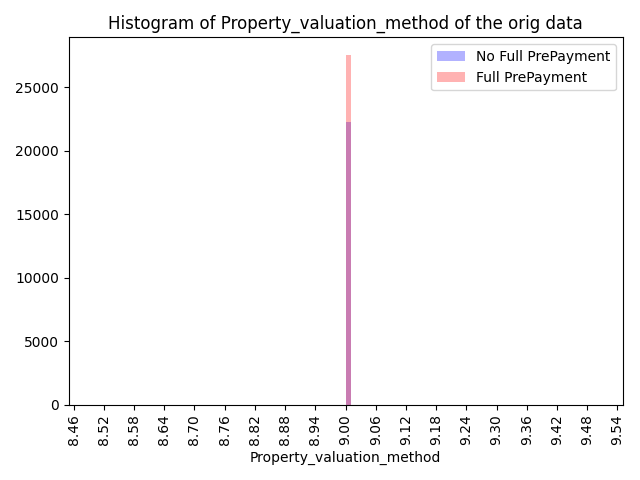 Histogram of Property_valuation_method of the orig data
No Full PrePayment
Full PrePayment
25000
20000
15000
10000
5000
0
8.46 8.52 8.58 8.64 8.70 8.76 8.82 8.88 8.94 9.00 9.06 9.12 9.18 9.24 9.30 9.36 9.42 9.48 9.54
Property_valuation_method